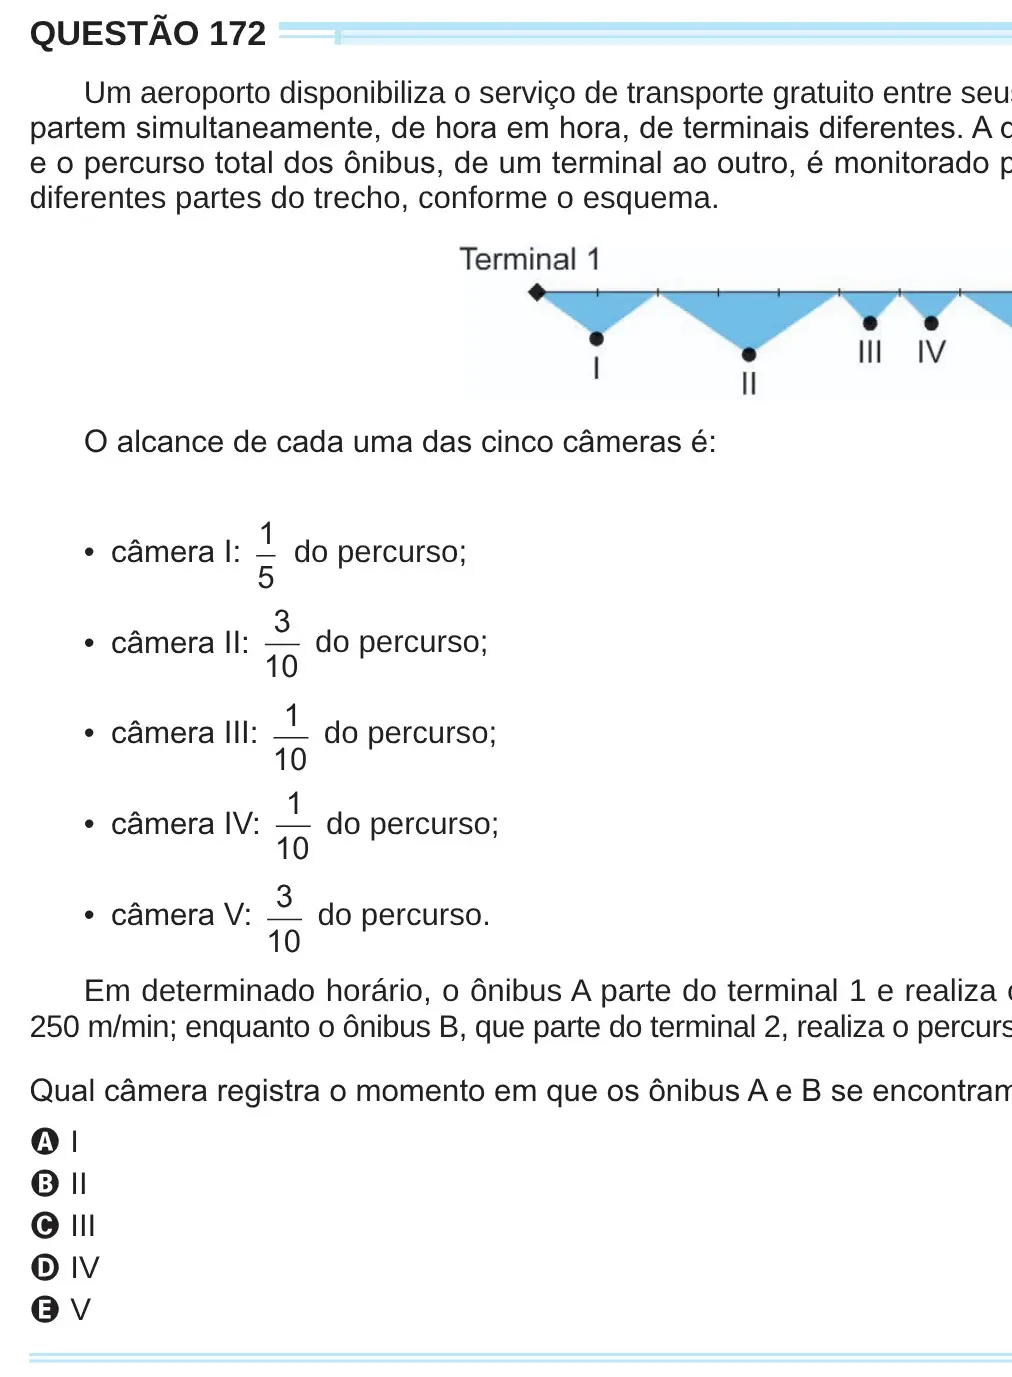 QUESTÃO 172
Um aeroporto disponibiliza o serviço de transporte gratuito entre seus
partem simultaneamente, de hora em hora, de terminais diferentes. A
e o percurso total dos ônibus, de um terminal ao outro, é monitorado
diferentes partes do trecho, conforme o esquema.
Terminal 1
I
II
III
IV
O alcance de cada uma das cinco câmeras é:
• câmera I: 1/5 do percurso;
• câmera II: 3/10 do percurso;
• câmera III: 1/10 do percurso;
• câmera IV: 1/10 do percurso;
• câmera V: 3/10 do percurso.
Em determinado horário, o ônibus A parte do terminal 1 e realiza
250 m/min; enquanto o ônibus B, que parte do terminal 2, realiza o percurs
Qual câmera registra o momento em que os ônibus A e B se encontram
A I
B II
C III
D IV
E V